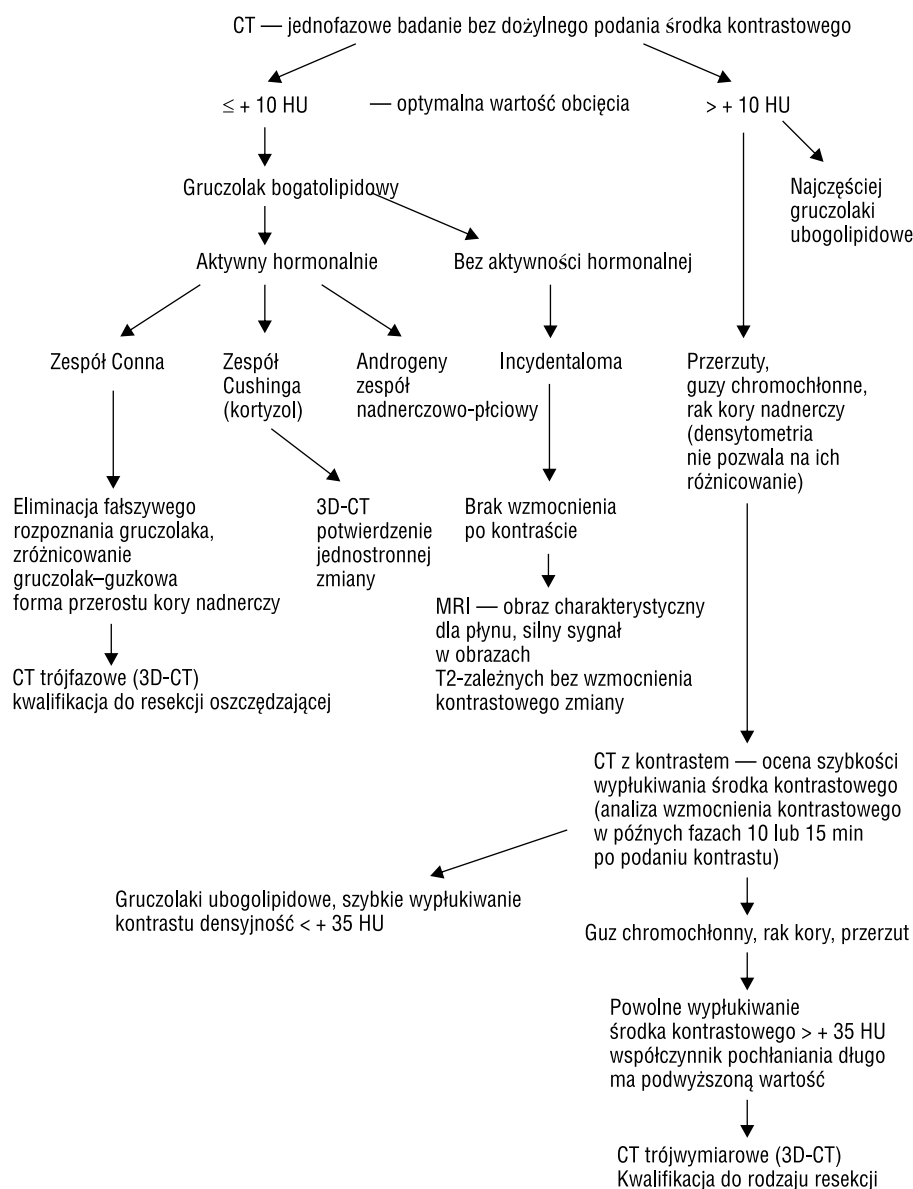 CT — jednofazowe badanie bez dożylnego podania środka kontrastowego
≤ + 10 HU
— optymalna wartość obcięcia
> + 10 HU
Gruczolak bogatolipidowy
Najczęściej
gruczolaki
ubogolipidowe
Aktywny hormonalnie
Bez aktywności hormonalnej
Zespół Conna
Zespół
Cushinga
(kortyzol)
Androgeny
zespół
nadnerczowo-płciowy
Incydentaloma
Przerzuty,
guzy chromochłonne,
rak kory nadnerczy
(densytometria
nie pozwala na ich
różnicowanie)
Eliminacja fałszywego
rozpoznania gruczolaka,
zróżnicowanie
gruczolak–guzkowa
forma przerostu kory nadnerczy
3D-CT
potwierdzenie
jednostronnej
zmiany
Brak wzmocnienia
po kontraście
MRI — obraz charakterystyczny
dla płynu, silny sygnał
w obrazach
T2-zależnych bez wzmocnienia
kontrastowego zmiany
CT trójfazowe (3D-CT)
kwalifikacja do resekcji oszczędzającej
CT z kontrastem — ocena szybkości
wypłukiwania środka kontrastowego
(analiza wzmocnienia kontrastowego
w późnych fazach 10 lub 15 min
po podaniu kontrastu)
Gruczolaki ubogolipidowe, szybkie wypłukiwanie
kontrastu densyjność < + 35 HU
Guz chromochłonny, rak kory, przerzut
Powolne wypłukiwanie
środka kontrastowego > + 35 HU
współczynnik pochłaniania długo
ma podwyższoną wartość
CT trójwymiarowe (3D-CT)
Kwalifikacja do rodzaju resekcji